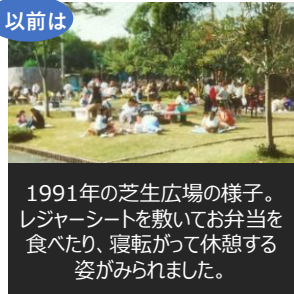 以前は
1991年の芝生広場の様子。
レジャーシートを敷いてお弁当を
食べたり、寝転がって休憩する
姿がみられました。